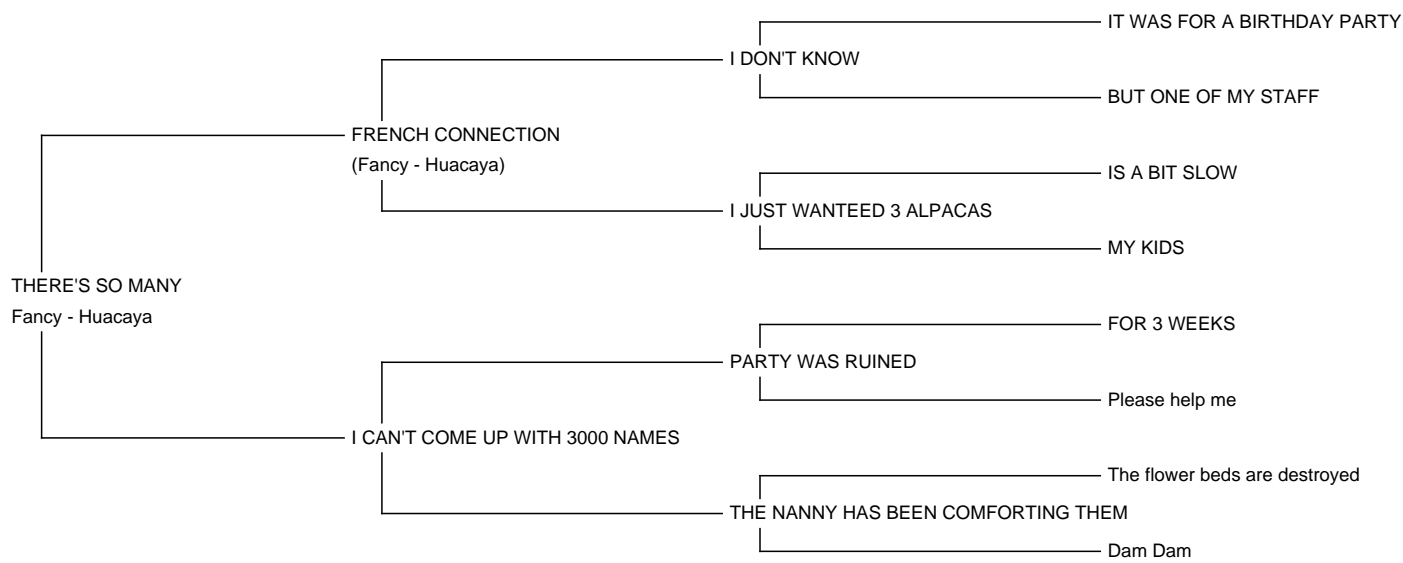 IT WAS FOR A BIRTHDAY PARTY
I DON'T KNOW
BUT ONE OF MY STAFF
FRENCH CONNECTION
(Fancy - Huacaya)
IS A BIT SLOW
I JUST WANTEED 3 ALPACAS
MY KIDS
THERE'S SO MANY
Fancy - Huacaya
FOR 3 WEEKS
PARTY WAS RUINED
Please help me
I CAN'T COME UP WITH 3000 NAMES
The flower beds are destroyed
THE NANNY HAS BEEN COMFORTING THEM
Dam Dam